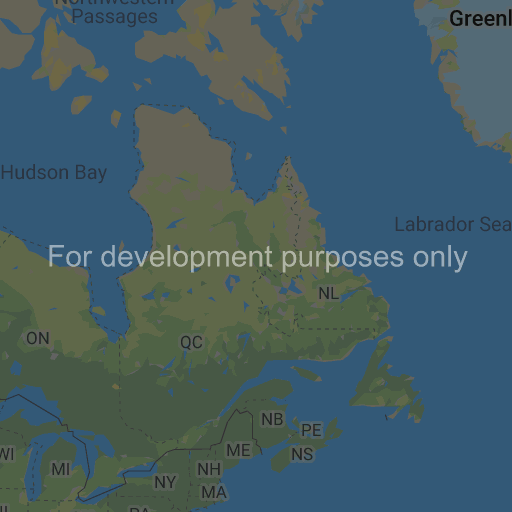 Northwestern
Passages
Greenl
Hudson Bay
Labrador Sea
For development purposes only
NL
ON
QC
NB
PE
ME
NS
WI
MI
NH
NY
MA
PA